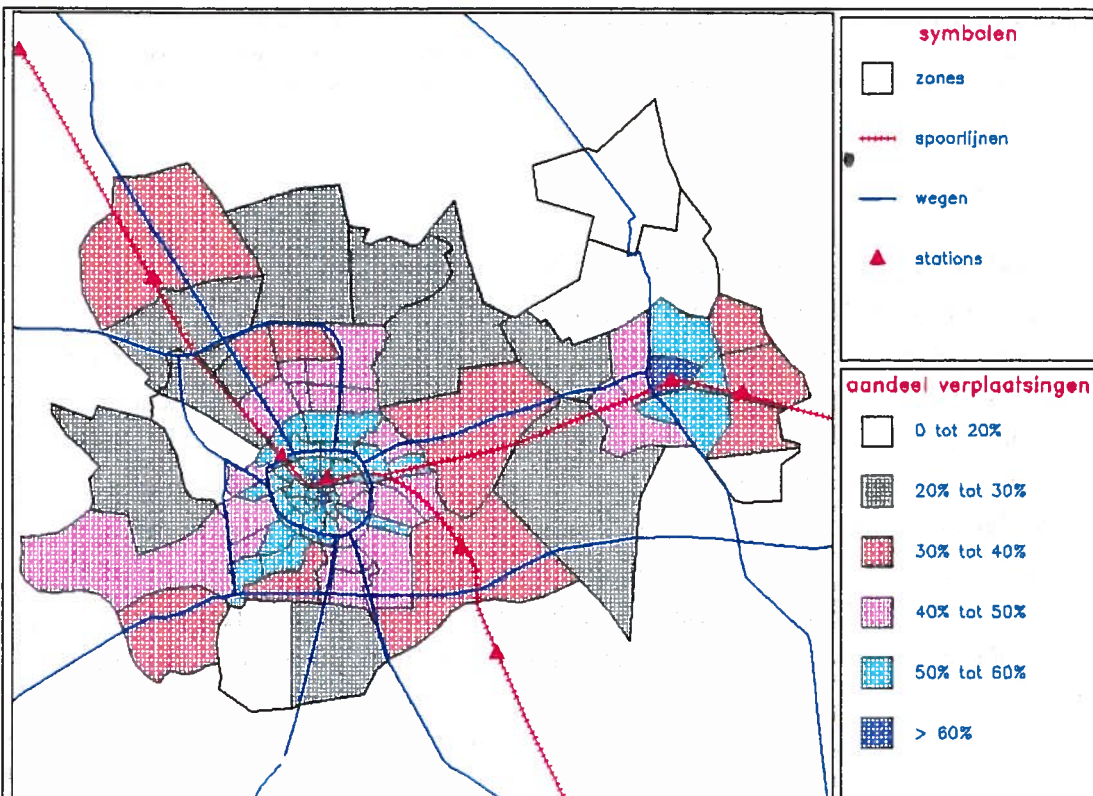 symbolen
zones
spoorlijnen
wegen
stations
aandeel verplaatsingen
0 tot 20%
20% tot 30%
30% tot 40%
40% tot 50%
50% tot 60%
> 60%